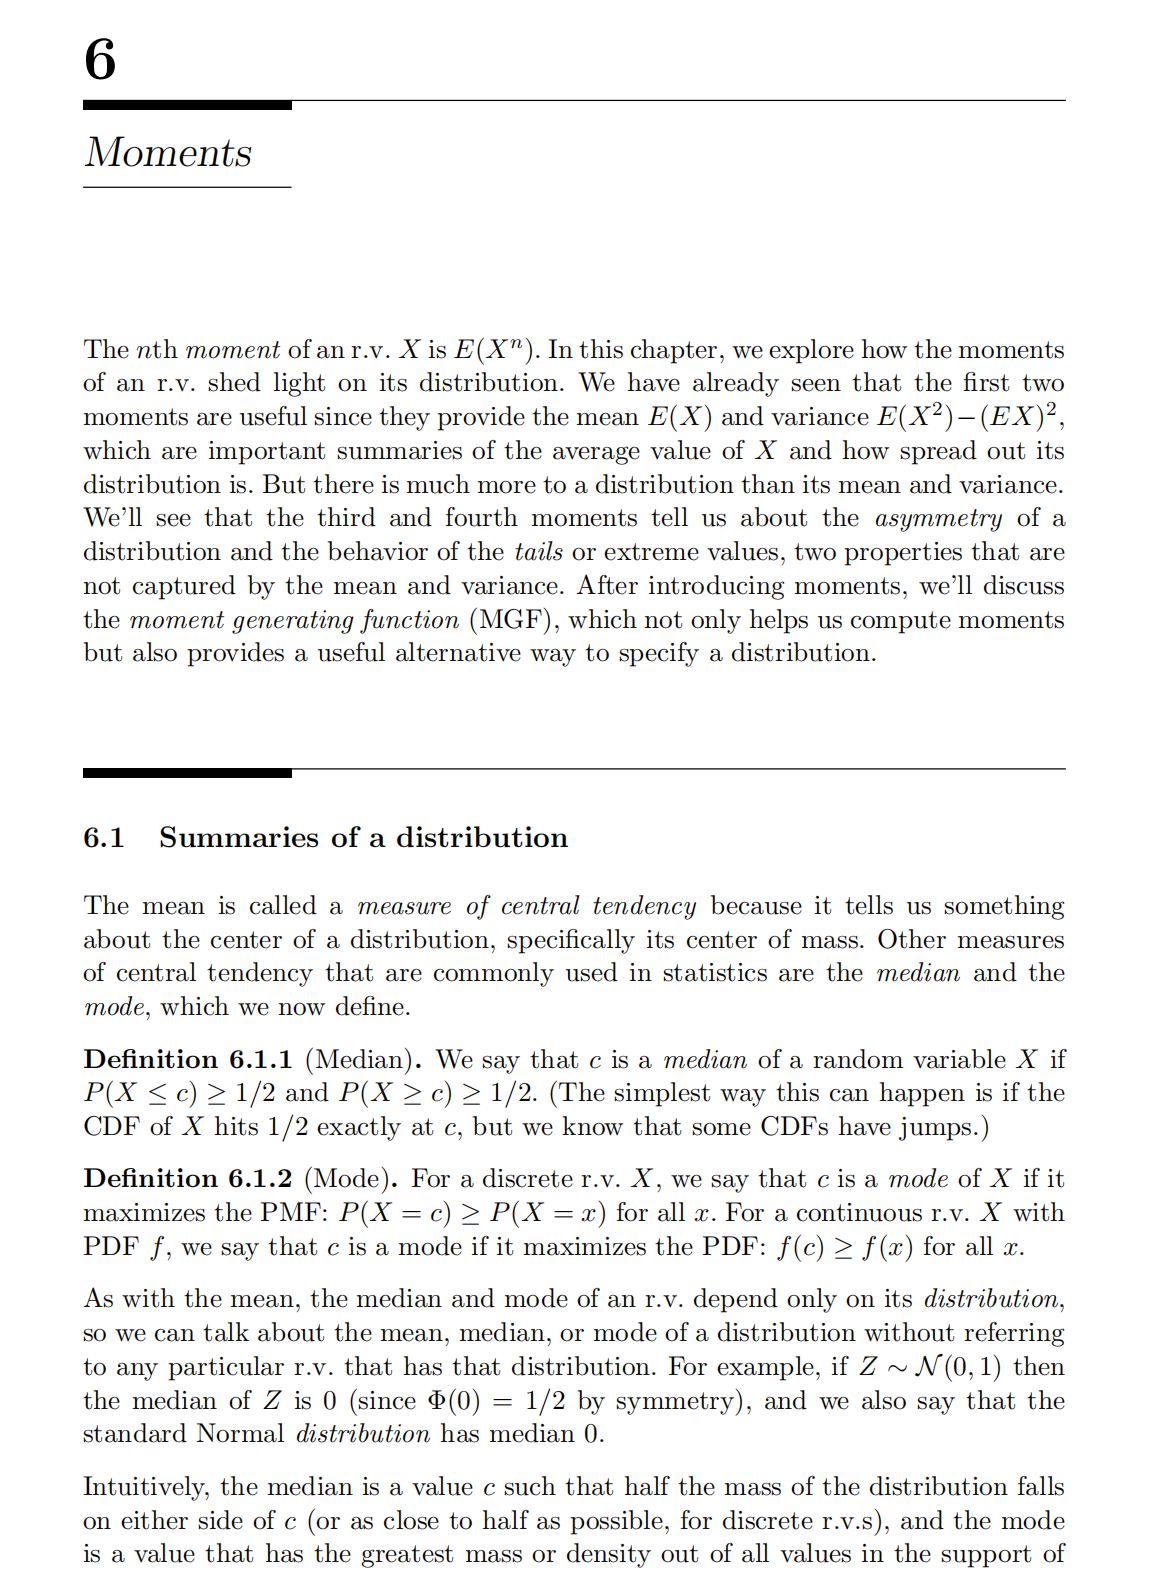 6
Moments
The nth moment of an r.v. X is E(Xⁿ). In this chapter, we explore how the moments
of an r.v. shed light on its distribution. We have already seen that the first two
moments are useful since they provide the mean E(X) and variance E(X²)−(EX)²,
which are important summaries of the average value of X and how spread out its
distribution is. But there is much more to a distribution than its mean and variance.
We'll see that the third and fourth moments tell us about the asymmetry of a
distribution and the behavior of the tails or extreme values, two properties that are
not captured by the mean and variance. After introducing moments, we'll discuss
the moment generating function (MGF), which not only helps us compute moments
but also provides a useful alternative way to specify a distribution.
6.1 Summaries of a distribution
The mean is called a measure of central tendency because it tells us something
about the center of a distribution, specifically its center of mass. Other measures
of central tendency that are commonly used in statistics are the median and the
mode, which we now define.
Definition 6.1.1 (Median). We say that c is a median of a random variable X if
P(X ≤ c) ≥ 1/2 and P(X ≥ c) ≥ 1/2. (The simplest way this can happen is if the
CDF of X hits 1/2 exactly at c, but we know that some CDFs have jumps.)
Definition 6.1.2 (Mode). For a discrete r.v. X, we say that c is a mode of X if it
maximizes the PMF: P(X = c) ≥ P(X = x) for all x. For a continuous r.v. X with
PDF f, we say that c is a mode if it maximizes the PDF: f(c) ≥ f(x) for all x.
As with the mean, the median and mode of an r.v. depend only on its distribution,
so we can talk about the mean, median, or mode of a distribution without referring
to any particular r.v. that has that distribution. For example, if Z ∼ 𝒩(0, 1) then
the median of Z is 0 (since Φ(0) = 1/2 by symmetry), and we also say that the
standard Normal distribution has median 0.
Intuitively, the median is a value c such that half the mass of the distribution falls
on either side of c (or as close to half as possible, for discrete r.v.s), and the mode
is a value that has the greatest mass or density out of all values in the support of